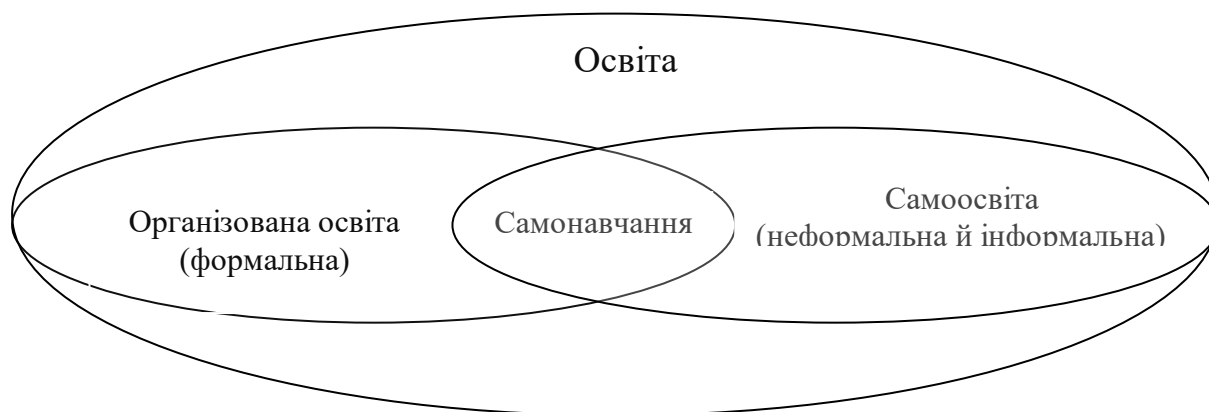 Освіта
Організована освіта
(формальна)
Самонавчання
Самоосвіта
(неформальна й інформальна)